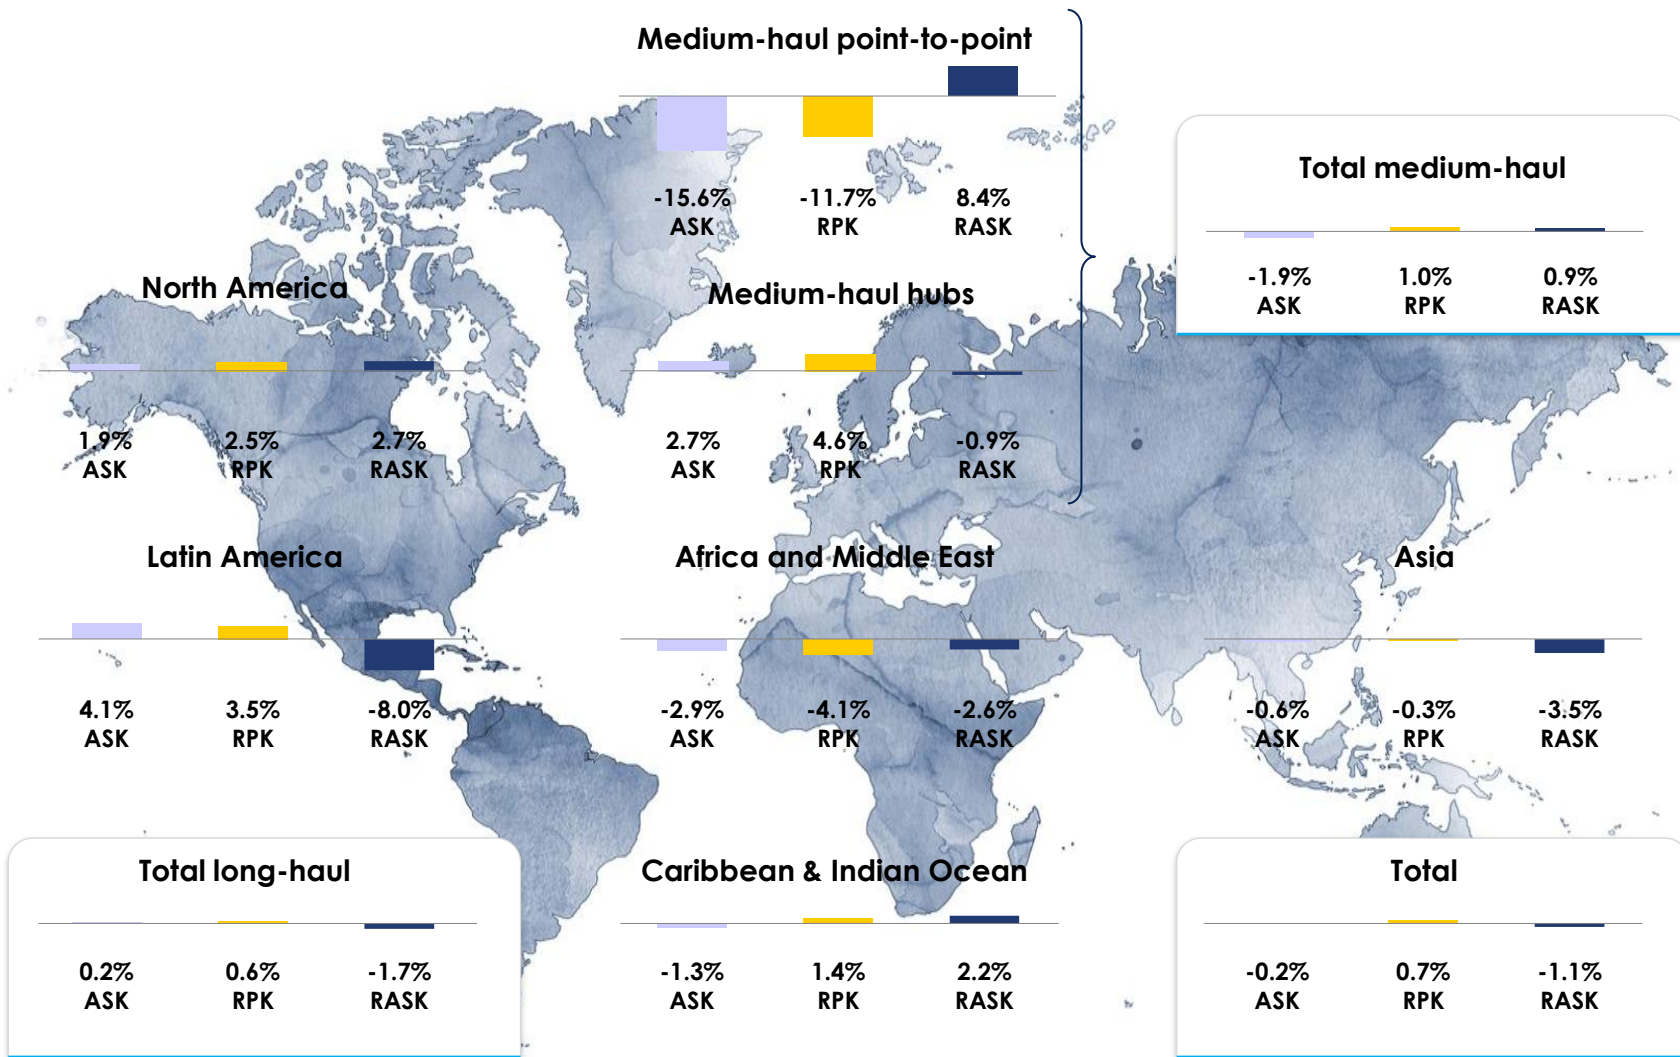 Medium-haul point-to-point
-15.6% -11.7% 8.4%
ASK RPK RASK
Total medium-haul
-1.9% 1.0% 0.9%
ASK RPK RASK
North America
1.9% 2.5% 2.7%
ASK RPK RASK
Medium-haul hubs
2.7% 4.6% -0.9%
ASK RPK RASK
Latin America
4.1% 3.5% -8.0%
ASK RPK RASK
Africa and Middle East
-2.9% -4.1% -2.6%
ASK RPK RASK
Asia
-0.6% -0.3% -3.5%
ASK RPK RASK
Total long-haul
0.2% 0.6% -1.7%
ASK RPK RASK
Caribbean & Indian Ocean
-1.3% 1.4% 2.2%
ASK RPK RASK
Total
-0.2% 0.7% -1.1%
ASK RPK RASK